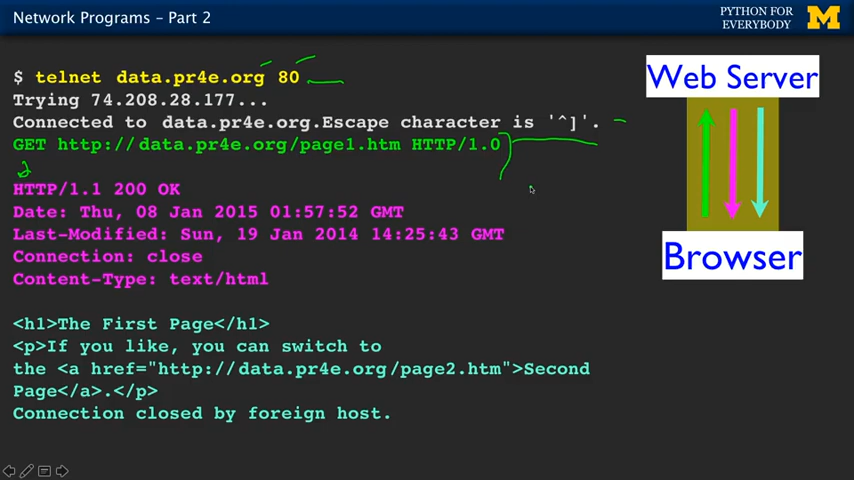 Network Programs – Part 2
PYTHON FOR
EVERYBODY
$ telnet data.pr4e.org 80
Trying 74.208.28.177...
Connected to data.pr4e.org.Escape character is '^]'.
GET http://data.pr4e.org/page1.htm HTTP/1.0
HTTP/1.1 200 OK
Date: Thu, 08 Jan 2015 01:57:52 GMT
Last-Modified: Sun, 19 Jan 2014 14:25:43 GMT
Connection: close
Content-Type: text/html
<h1>The First Page</h1>
<p>If you like, you can switch to
the <a href="http://data.pr4e.org/page2.htm">Second
Page</a>.</p>
Connection closed by foreign host.
Web Server
Browser